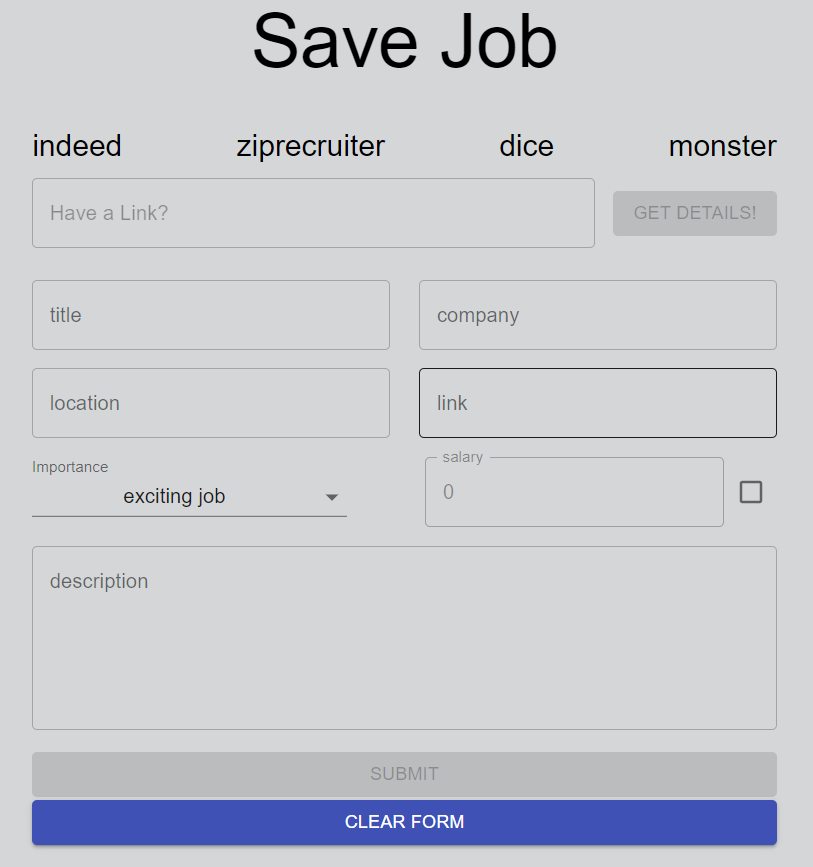 Save Job
indeed ziprecruiter dice monster
Have a Link? GET DETAILS!
title company
location link
Importance salary
exciting job 0
description
SUBMIT
CLEAR FORM